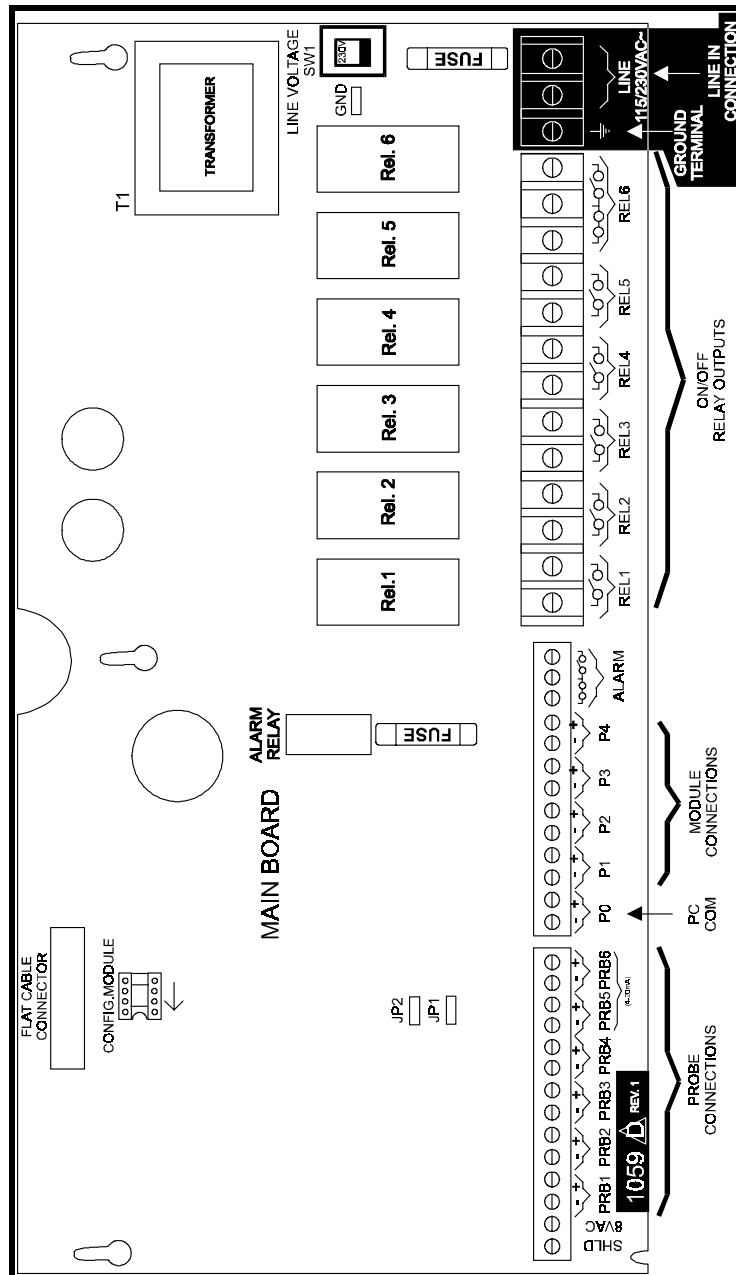 T1
TRANSFORMER
LINE VOLTAGE
SW1
230V
GND
FUSE
LINE
115/230VAC~
LINE IN
CONNECTION
GROUND
TERMINAL
Rel.1
Rel. 2
Rel. 3
Rel. 4
Rel. 5
Rel. 6
REL1
REL2
REL3
REL4
REL5
REL6
ON/OFF
RELAY OUTPUTS
ALARM
RELAY
FUSE
MAIN BOARD
FLAT CABLE
CONNECTOR
CONFIG.MODULE
JP2
JP1
SHLD
8VAC
- +
PRB1
- +
PRB2
- +
PRB3
- +
PRB4
- +
PRB5
- +
PRB6
(4-20mA)
- +
P0
- +
P1
- +
P2
- +
P3
- +
P4
ALARM
1059 D REV. 1
PROBE
CONNECTIONS
PC
COM
MODULE
CONNECTIONS